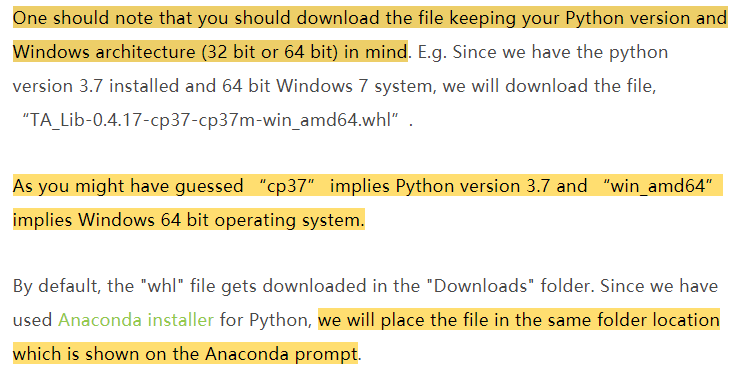 One should note that you should download the file keeping your Python version and
Windows architecture (32 bit or 64 bit) in mind. E.g. Since we have the python
version 3.7 installed and 64 bit Windows 7 system, we will download the file,
“TA_Lib-0.4.17-cp37-cp37m-win_amd64.whl”.
As you might have guessed “cp37” implies Python version 3.7 and “win_amd64”
implies Windows 64 bit operating system.
By default, the "whl" file gets downloaded in the "Downloads" folder. Since we have
used Anaconda installer for Python, we will place the file in the same folder location
which is shown on the Anaconda prompt.